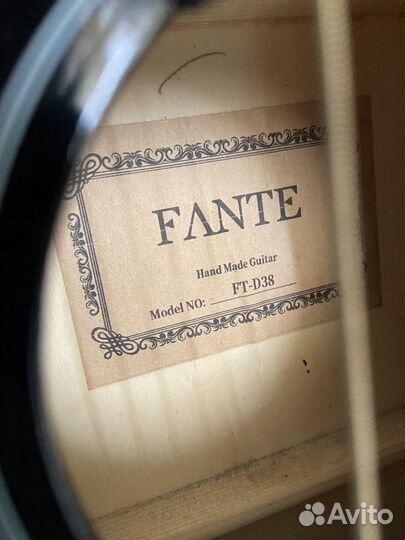 FANTE
Hand Made Guitar
Model NO: FT-D38
Avito